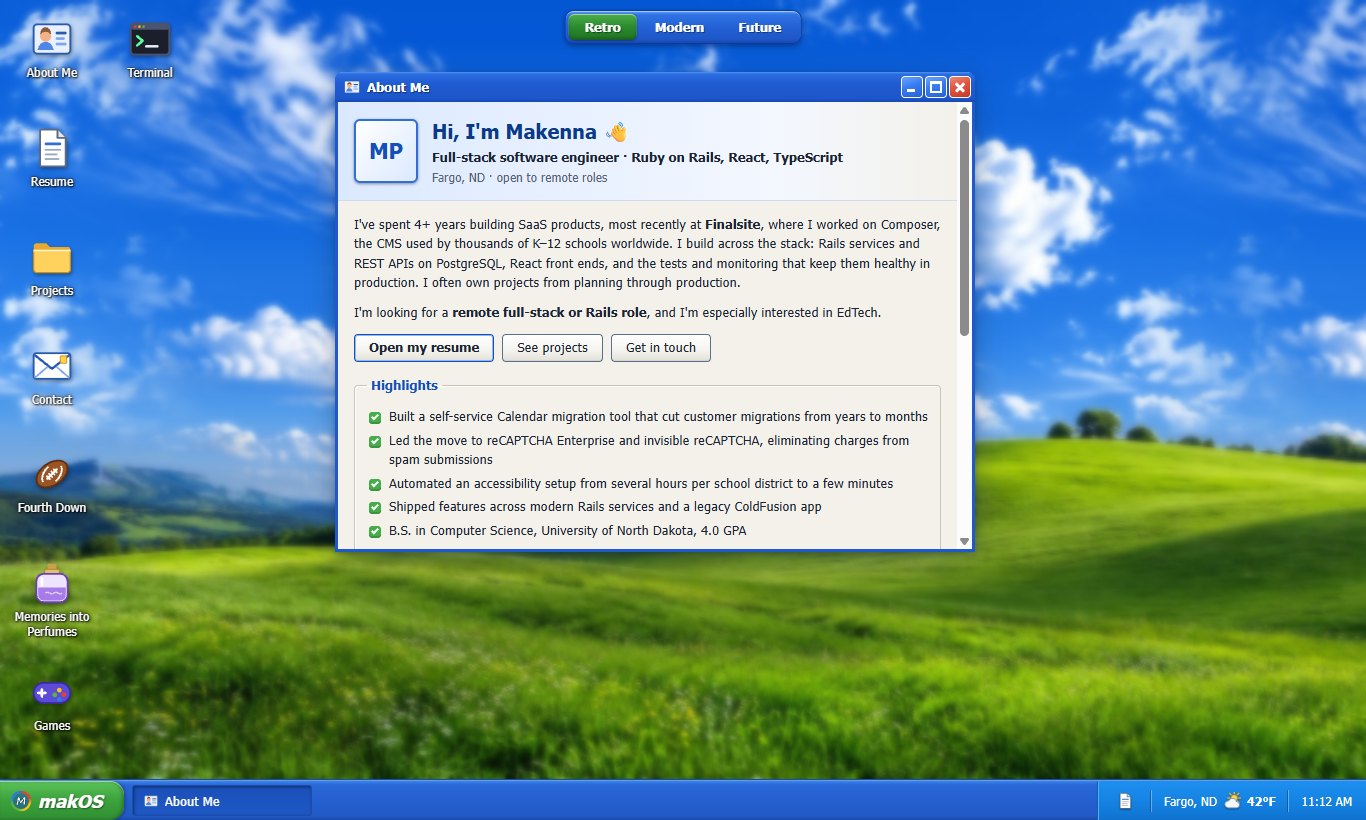 Retro Modern Future
About Me
Terminal
Resume
Projects
Contact
Fourth Down
Memories into
Perfumes
Games
About Me
MP
Hi, I'm Makenna 👋
Full-stack software engineer · Ruby on Rails, React, TypeScript
Fargo, ND · open to remote roles
I've spent 4+ years building SaaS products, most recently at Finalsite, where I worked on Composer,
the CMS used by thousands of K–12 schools worldwide. I build across the stack: Rails services and
REST APIs on PostgreSQL, React front ends, and the tests and monitoring that keep them healthy in
production. I often own projects from planning through production.
I'm looking for a remote full-stack or Rails role, and I'm especially interested in EdTech.
Open my resume See projects Get in touch
Highlights
Built a self-service Calendar migration tool that cut customer migrations from years to months
Led the move to reCAPTCHA Enterprise and invisible reCAPTCHA, eliminating charges from
spam submissions
Automated an accessibility setup from several hours per school district to a few minutes
Shipped features across modern Rails services and a legacy ColdFusion app
B.S. in Computer Science, University of North Dakota, 4.0 GPA
M makOS About Me Fargo, ND 42°F 11:12 AM